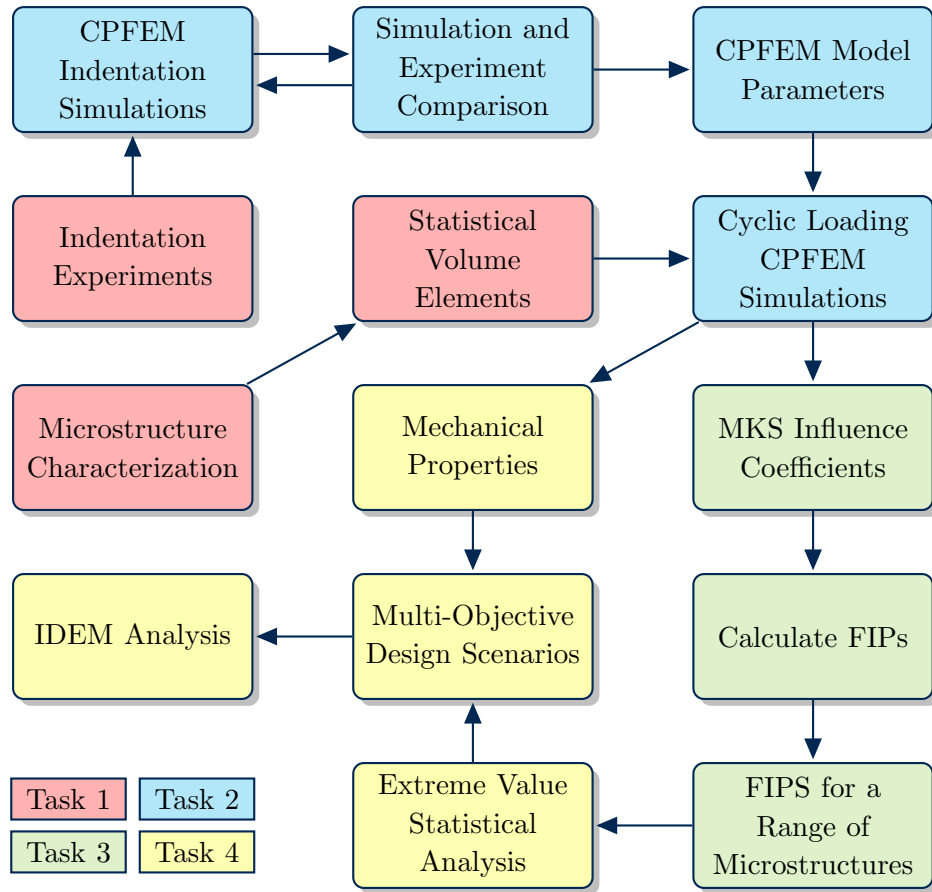 CPFEM
Indentation
Simulations
Simulation and
Experiment
Comparison
CPFEM Model
Parameters
Indentation
Experiments
Statistical
Volume
Elements
Cyclic Loading
CPFEM
Simulations
Microstructure
Characterization
Mechanical
Properties
MKS Influence
Coefficients
IDEM Analysis
Multi-Objective
Design Scenarios
Calculate FIPs
Extreme Value
Statistical
Analysis
FIPS for a
Range of
Microstructures
Task 1
Task 2
Task 3
Task 4